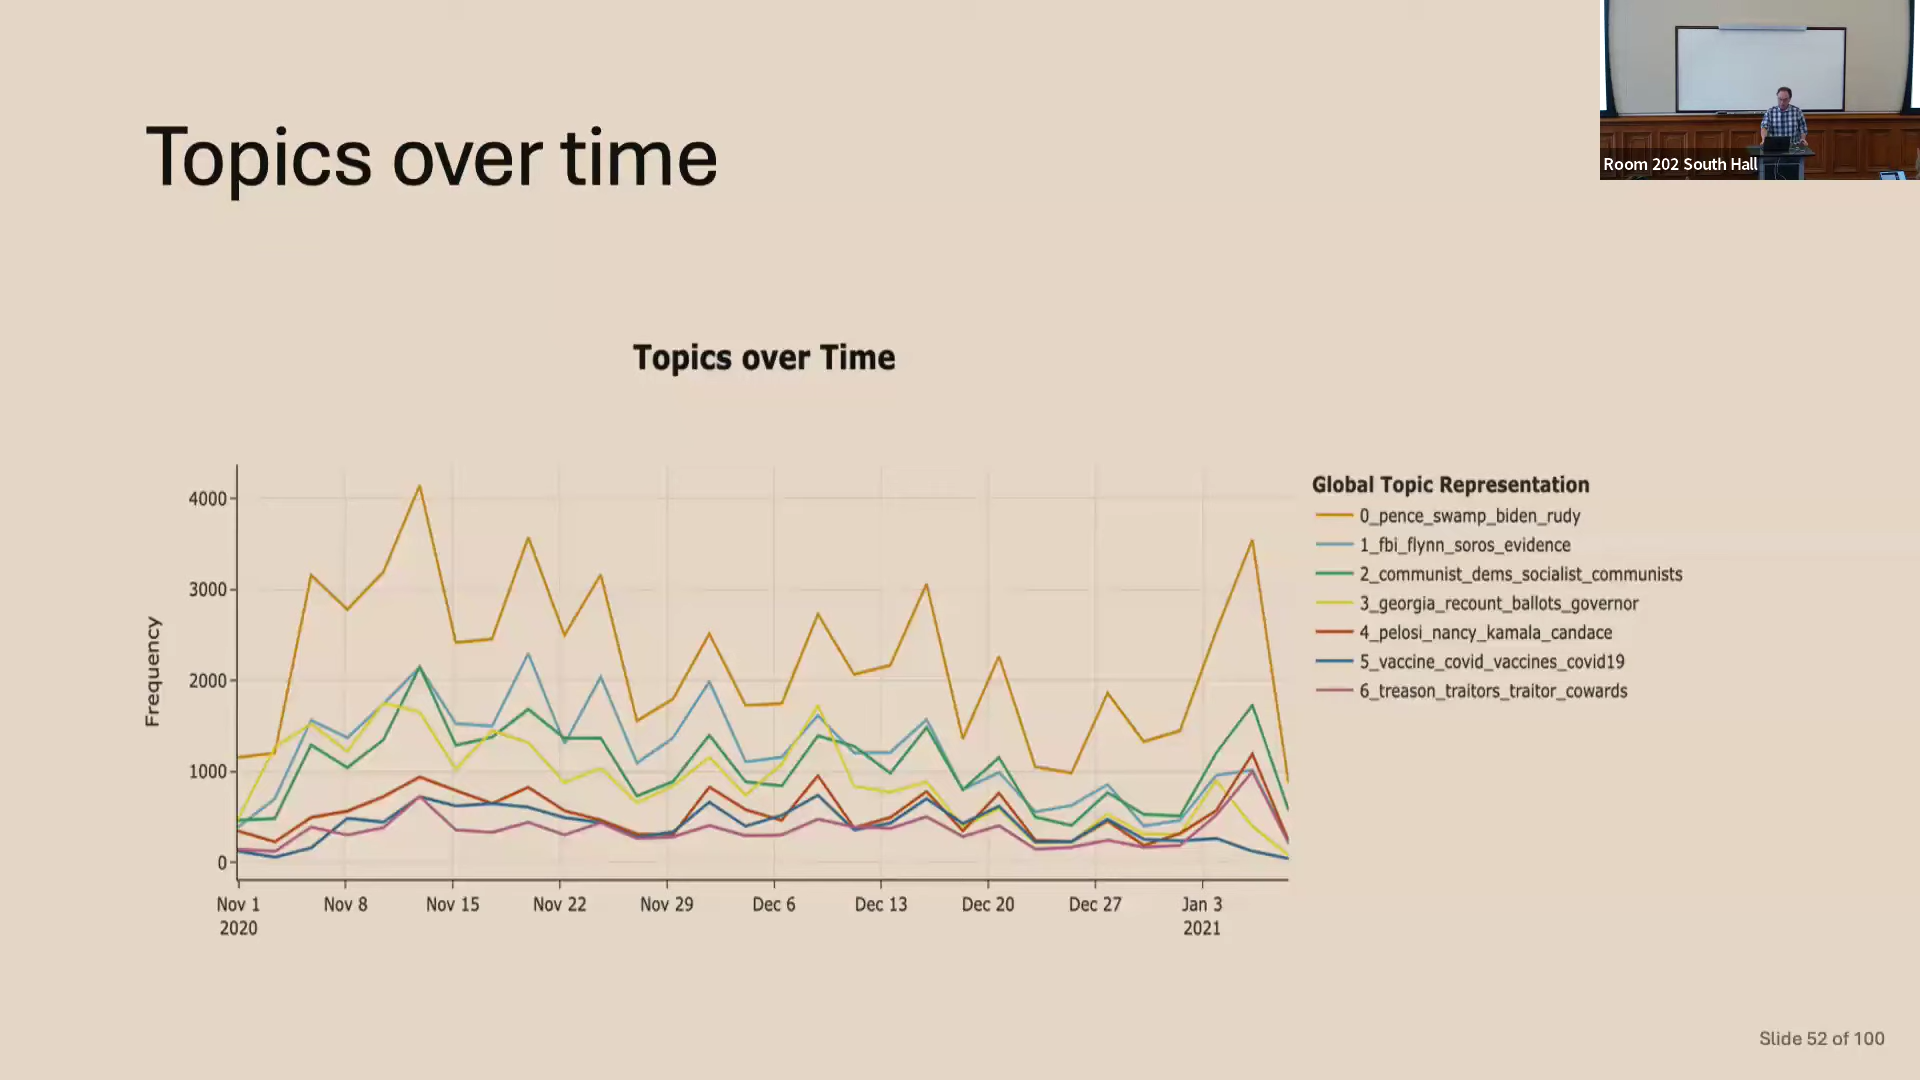 Topics over time
Room 202 South Hall
Topics over Time
Frequency
4000
3000
2000
1000
0
Nov 1
2020
Nov 8
Nov 15
Nov 22
Nov 29
Dec 6
Dec 13
Dec 20
Dec 27
Jan 3
2021
Global Topic Representation
0_pence_swamp_biden_rudy
1_fbi_flynn_soros_evidence
2_communist_dems_socialist_communists
3_georgia_recount_ballots_governor
4_pelosi_nancy_kamala_candace
5_vaccine_covid_vaccines_covid19
6_treason_traitors_traitor_cowards
Slide 52 of 100